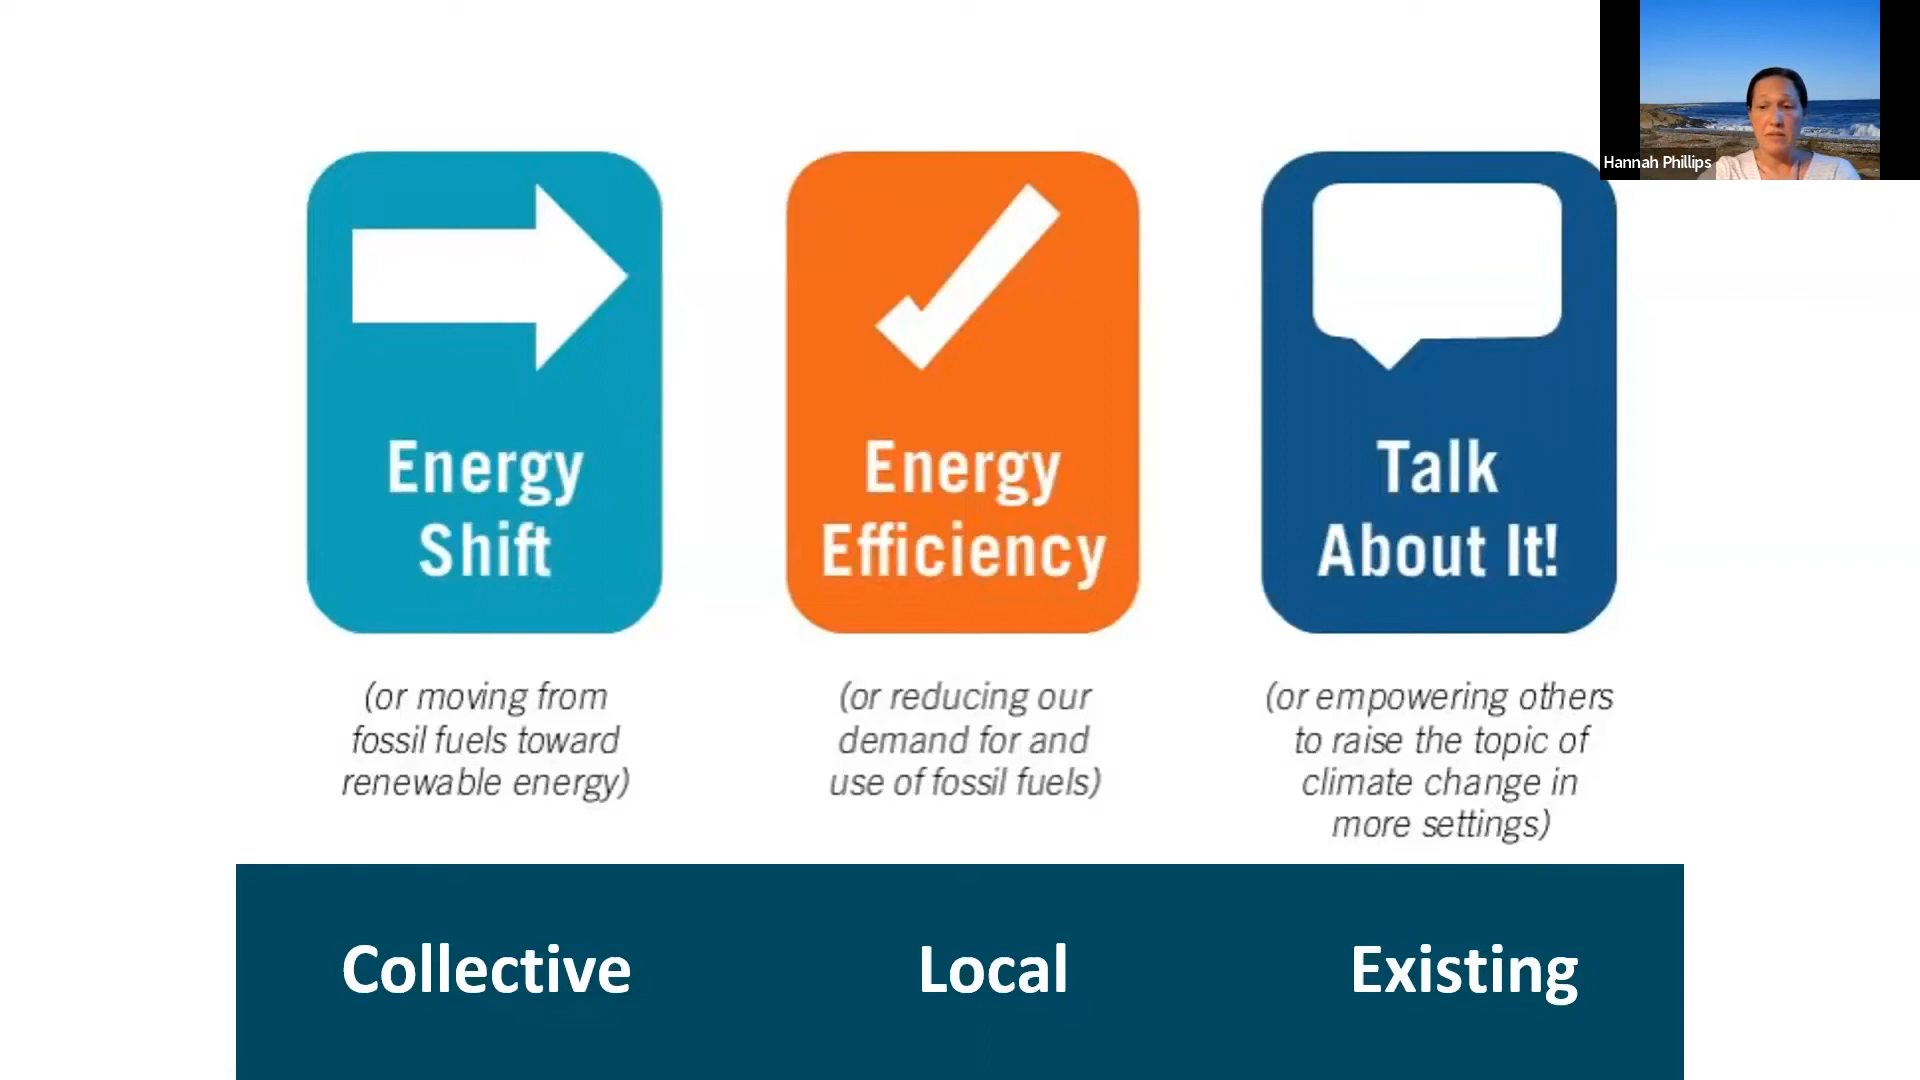 Hannah Phillips
Energy
Shift
Energy
Efficiency
Talk
About It!
(or moving from
fossil fuels toward
renewable energy)
(or reducing our
demand for and
use of fossil fuels)
(or empowering others
to raise the topic of
climate change in
more settings)
Collective
Local
Existing